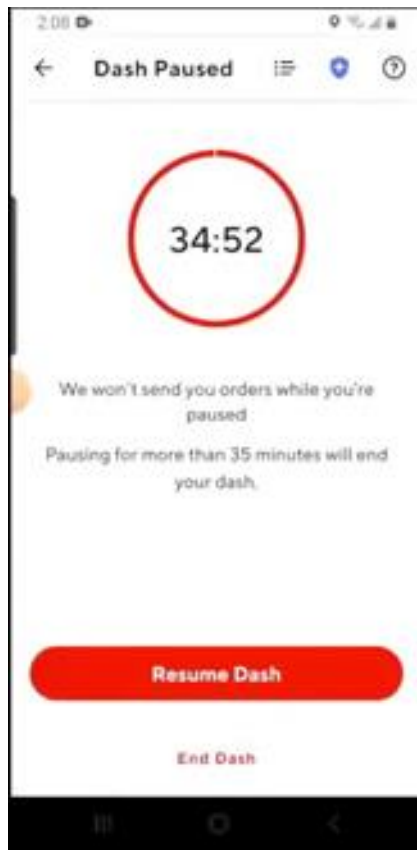 2:08
Dash Paused
34:52
We won't send you orders while you're
paused
Pausing for more than 35 minutes will end
your dash.
Resume Dash
End Dash